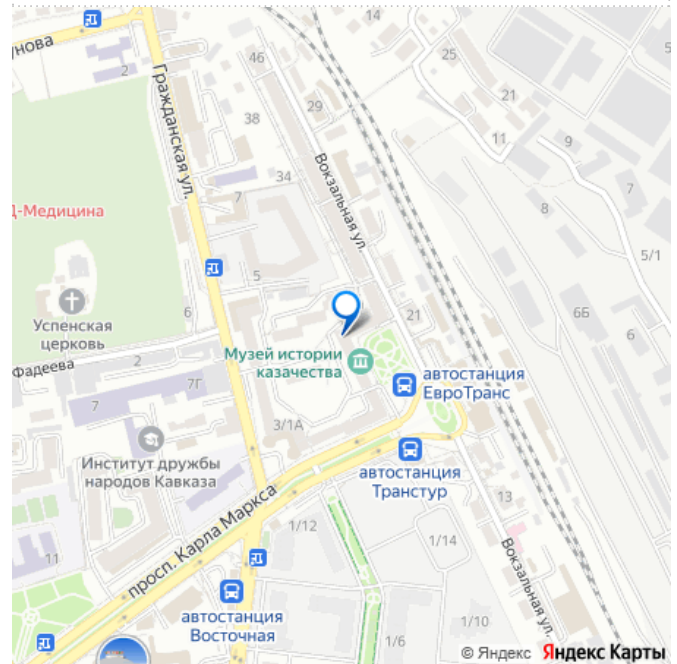 14
нова
46
25
5
2
21
29
Гражданская ул.
38
11
9
Вокзальная ул.
34
7
7
Д-Медицина
8
5/1
5
21
6
6Б
6
Успенская
церковь
Музей истории
казачества
Фадеева
2
автостанция
ЕвроТранс
7Г
7
3/1А
Институт дружбы
народов Кавказа
автостанция
Транстур
просп. Карла Маркса
13
1/12
1/14
11
Вокзальная ул.
автостанция
Восточная
1/10
1/6
© Яндекс Яндекс Карты